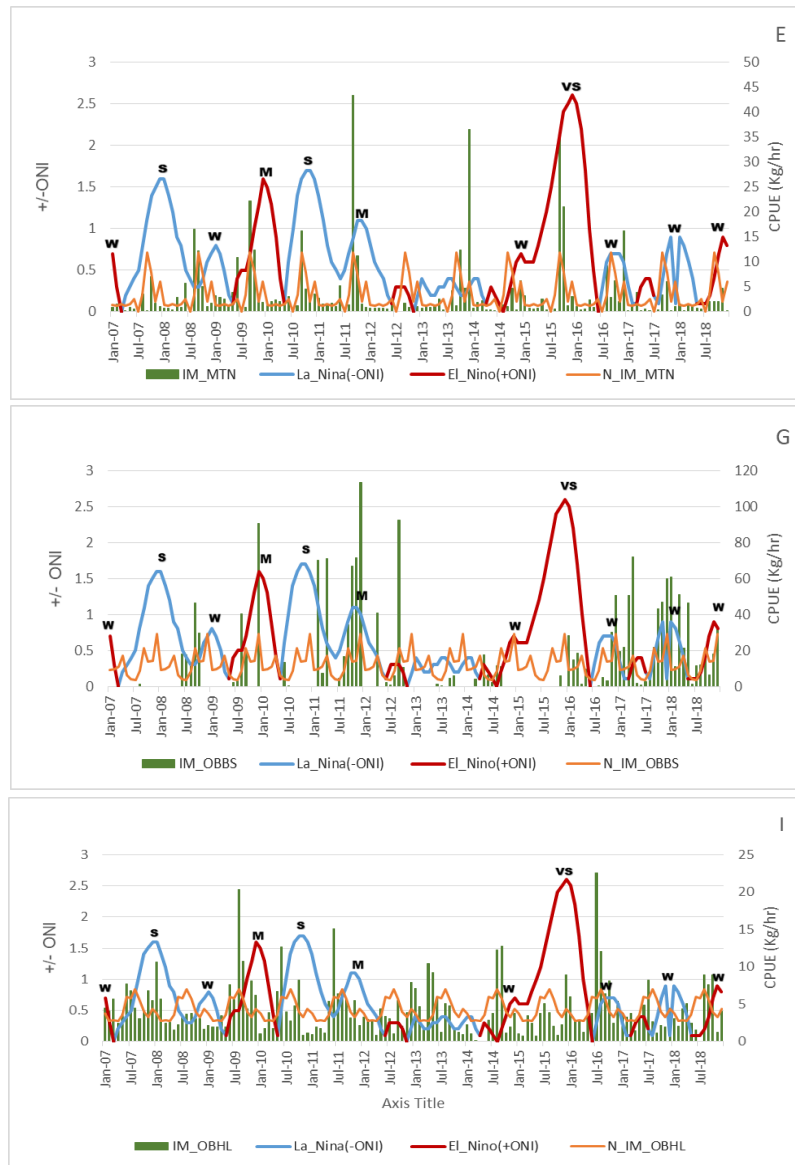 E
3
2.5
2
1.5
1
0.5
0
+/-ONI
50
45
40
35
30
25
20
15
10
5
0
CPUE (Kg/hr)
W
S
W
M
S
M
W
VS
W
W
W
Jan-07
Jul-07
Jan-08
Jul-08
Jan-09
Jul-09
Jan-10
Jul-10
Jan-11
Jul-11
Jan-12
Jul-12
Jan-13
Jul-13
Jan-14
Jul-14
Jan-15
Jul-15
Jan-16
Jul-16
Jan-17
Jul-17
Jan-18
Jul-18
IM_MTN La_Nina(-ONI) El_Nino(+ONI) N_IM_MTN
G
3
2.5
2
1.5
1
0.5
0
+/- ONI
120
100
80
60
40
20
0
CPUE (Kg/hr)
W
S
W
M
S
M
W
VS
W
W
W
Jan-07
Jul-07
Jan-08
Jul-08
Jan-09
Jul-09
Jan-10
Jul-10
Jan-11
Jul-11
Jan-12
Jul-12
Jan-13
Jul-13
Jan-14
Jul-14
Jan-15
Jul-15
Jan-16
Jul-16
Jan-17
Jul-17
Jan-18
Jul-18
IM_OBBS La_Nina(-ONI) El_Nino(+ONI) N_IM_OBBS
I
3
2.5
2
1.5
1
0.5
0
+/- ONI
25
20
15
10
5
0
CPUE (Kg/hr)
W
S
W
M
S
M
W
VS
W
W
W
Jan-07
Jul-07
Jan-08
Jul-08
Jan-09
Jul-09
Jan-10
Jul-10
Jan-11
Jul-11
Jan-12
Jul-12
Jan-13
Jul-13
Jan-14
Jul-14
Jan-15
Jul-15
Jan-16
Jul-16
Jan-17
Jul-17
Jan-18
Jul-18
Axis Title
IM_OBHL La_Nina(-ONI) El_Nino(+ONI) N_IM_OBHL